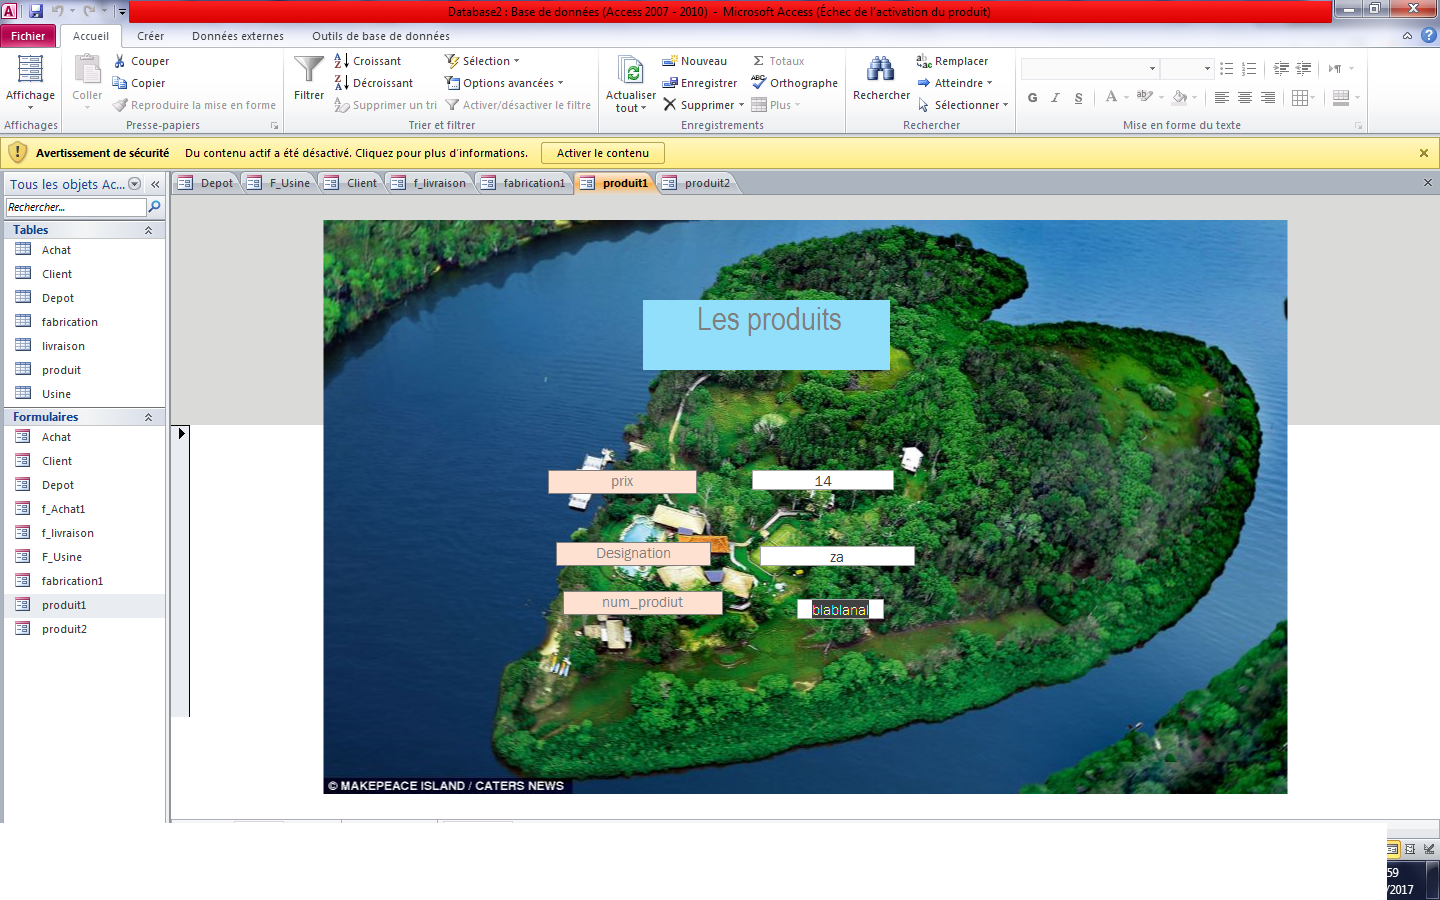 Database2 : Base de données (Access 2007 - 2010) - Microsoft Access (Échec de l'activation du produit)
Fichier Accueil Créer Données externes Outils de base de données
Affichage
Affichages
Coller
Couper
Copier
Reproduire la mise en forme
Presse-papiers
Filtrer
Croissant
Décroissant
Supprimer un tri
Sélection
Options avancées
Activer/désactiver le filtre
Trier et filtrer
Actualiser
tout
Nouveau
Enregistrer
Supprimer
Totaux
Orthographe
Plus
Enregistrements
Rechercher
Remplacer
Atteindre
Sélectionner
Rechercher
G I S A
Mise en forme du texte
Avertissement de sécurité Du contenu actif a été désactivé. Cliquez pour plus d'informations. Activer le contenu
Tous les objets Ac...
Rechercher...
Tables
Achat
Client
Depot
fabrication
livraison
produit
Usine
Formulaires
Achat
Client
Depot
f_Achat1
f_livraison
F_Usine
fabrication1
produit1
produit2
Depot F_Usine Client f_livraison fabrication1 produit1 produit2
Les produits
prix 14
Designation za
num_prodiut blablanal
© MAKEPEACE ISLAND / CATERS NEWS
59
/2017